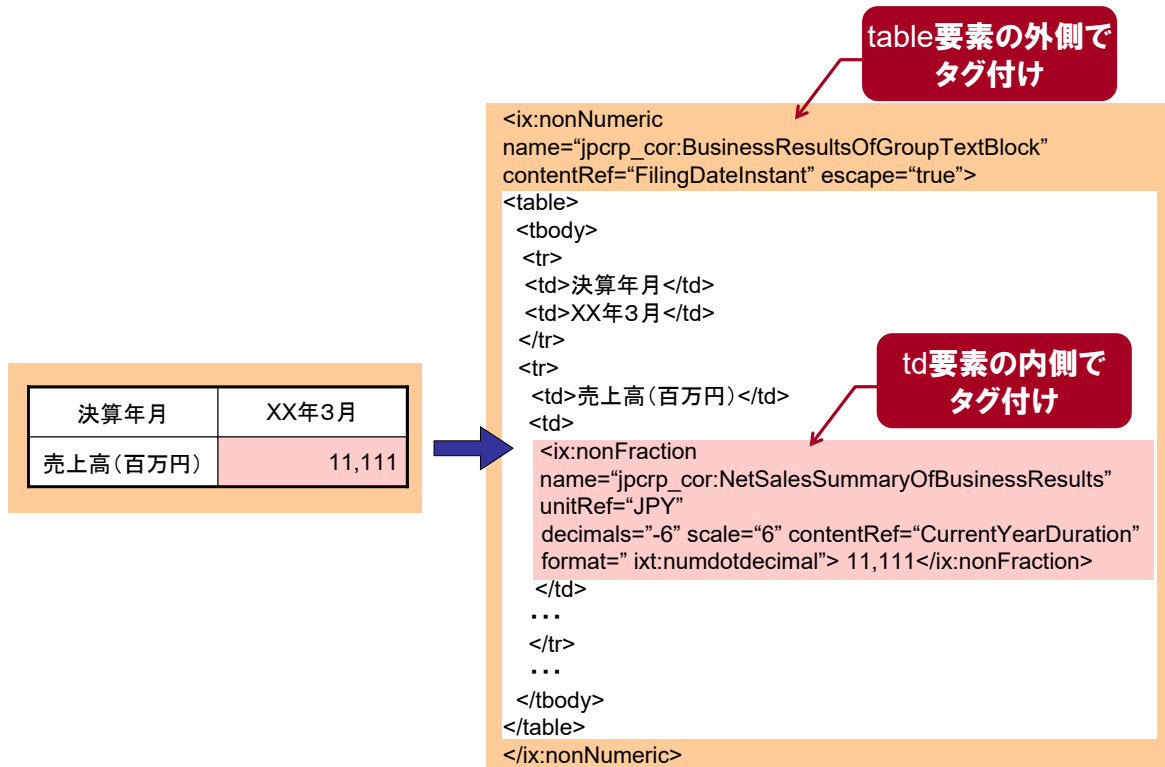 table要素の外側で
タグ付け
<ix:nonNumeric
name=“jpcrp_cor:BusinessResultsOfGroupTextBlock”
contentRef=“FilingDateInstant” escape=“true”>
<table>
<tbody>
<tr>
<td>決算年月</td>
<td>XX年3月</td>
</tr>
<tr>
<td>売上高(百万円)</td>
<td>
td要素の内側で
タグ付け
<ix:nonFraction
name=“jpcrp_cor:NetSalesSummaryOfBusinessResults”
unitRef=“JPY”
decimals=”-6” scale=“6” contentRef=“CurrentYearDuration”
format=” ixt:numdotdecimal”> 11,111</ix:nonFraction>
</td>
・・・
</tr>
・・・
</tbody>
</table>
</ix:nonNumeric>
決算年月 XX年3月
売上高(百万円) 11,111